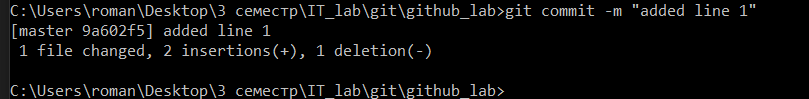 C:\Users\roman\Desktop\3 семестр\IT_lab\git\github_lab>git commit -m "added line 1"
[master 9a602f5] added line 1
 1 file changed, 2 insertions(+), 1 deletion(-)
C:\Users\roman\Desktop\3 семестр\IT_lab\git\github_lab>